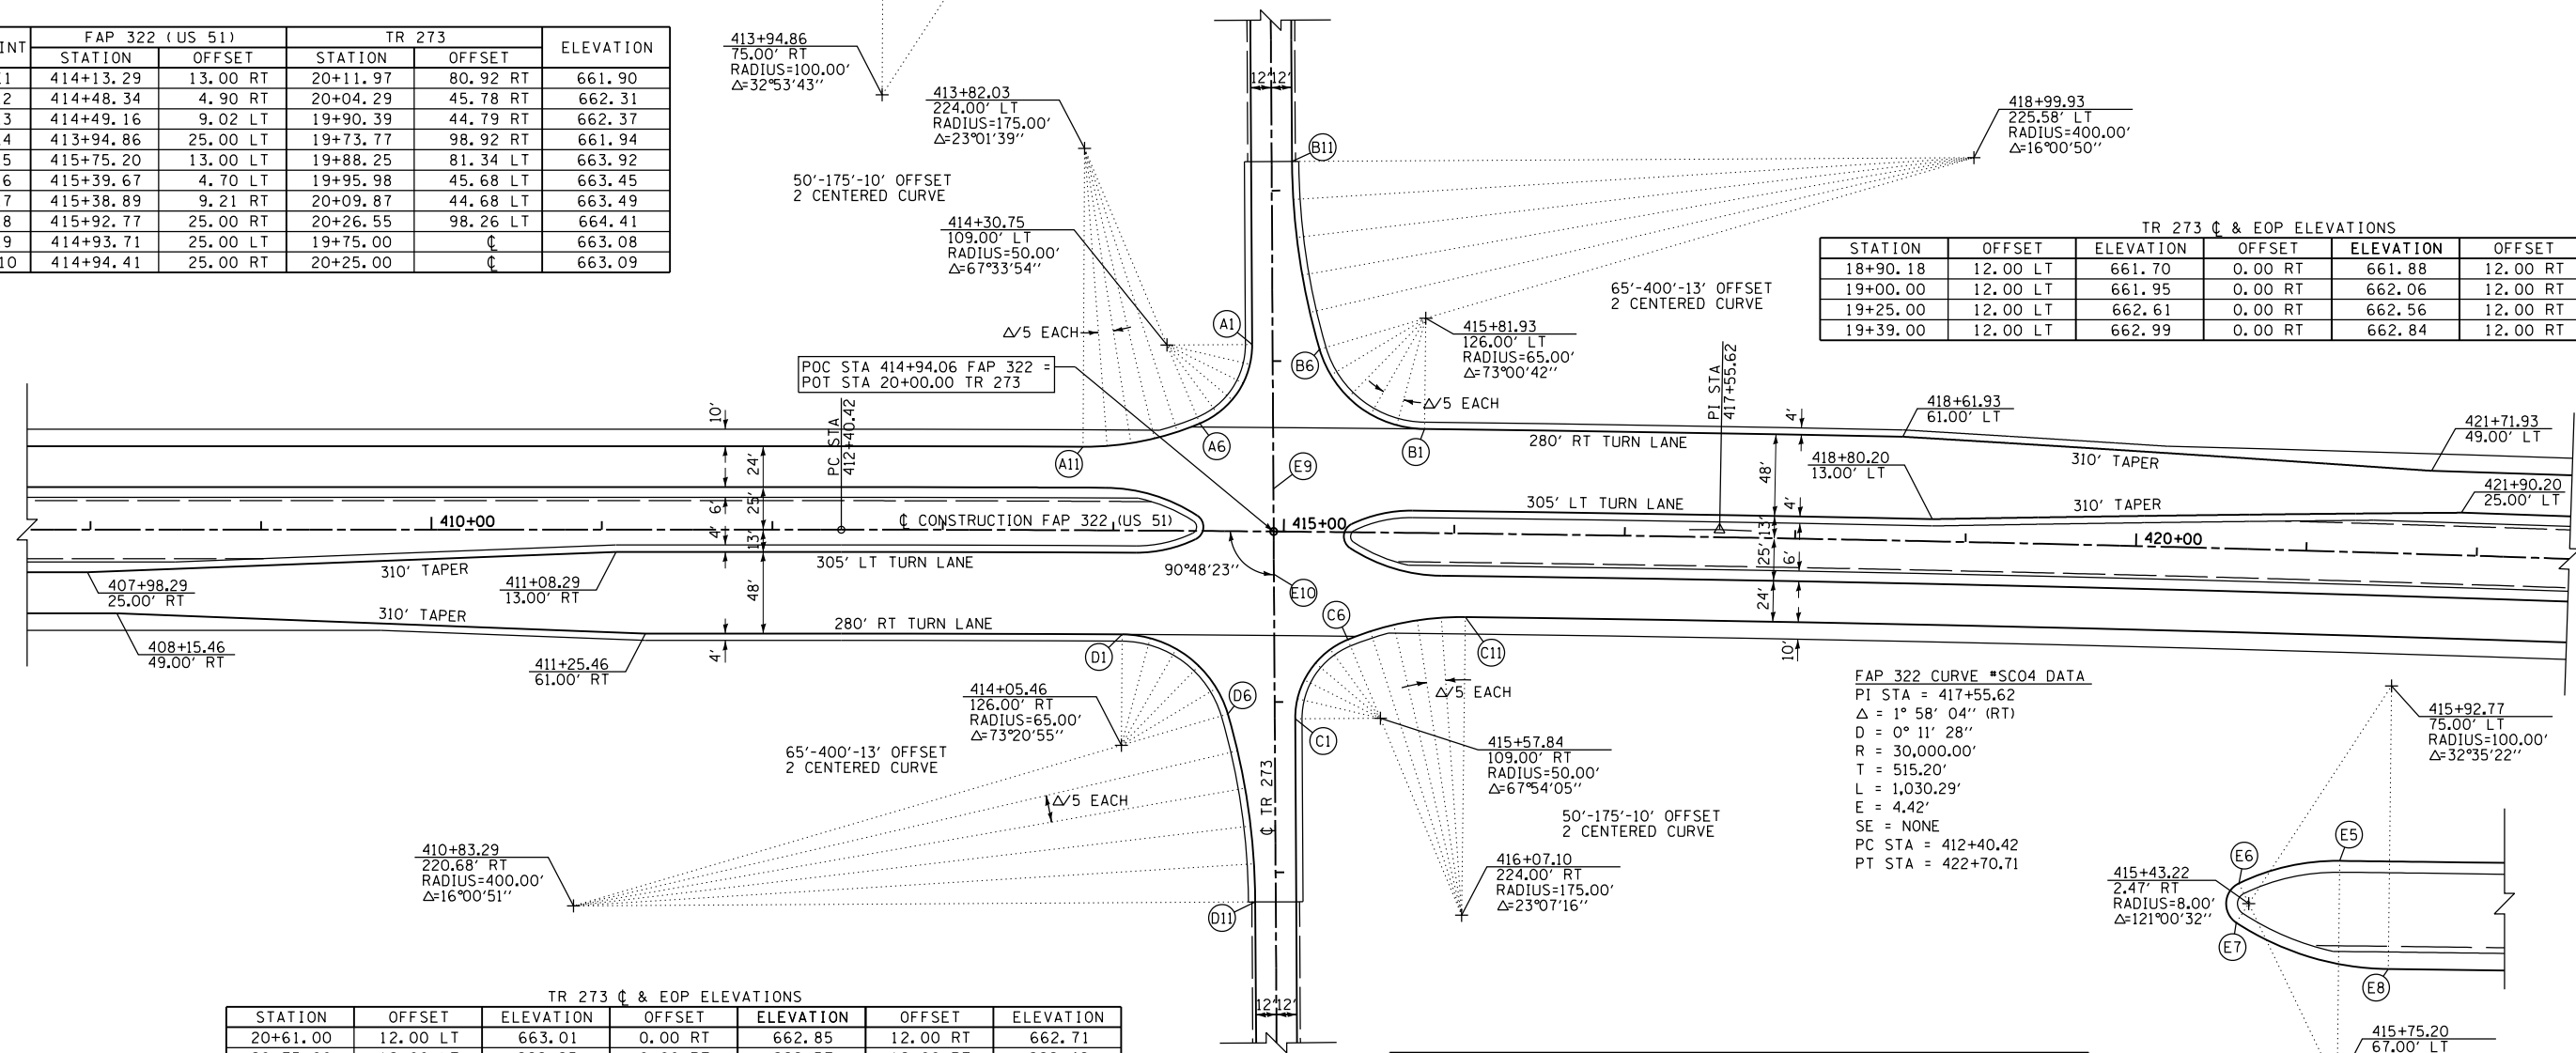 INT FAP 322 (US 51) TR 273 ELEVATION
STATION OFFSET STATION OFFSET
1 414+13.29 13.00 RT 20+11.97 80.92 RT 661.90
2 414+48.34 4.90 RT 20+04.29 45.78 RT 662.31
3 414+49.16 9.02 LT 19+90.39 44.79 RT 662.37
4 413+94.86 25.00 LT 19+73.77 98.92 RT 661.94
5 415+75.20 13.00 LT 19+88.25 81.34 LT 663.92
6 415+39.67 4.70 LT 19+95.98 45.68 LT 663.45
7 415+38.89 9.21 RT 20+09.87 44.68 LT 663.49
8 415+92.77 25.00 RT 20+26.55 98.26 LT 664.41
9 414+93.71 25.00 LT 19+75.00 ℄ 663.08
10 414+94.41 25.00 RT 20+25.00 ℄ 663.09
413+94.86
75.00' RT
RADIUS=100.00'
Δ=32°53'43''
413+82.03
224.00' LT
RADIUS=175.00'
Δ=23°01'39''
50'-175'-10' OFFSET
2 CENTERED CURVE
414+30.75
109.00' LT
RADIUS=50.00'
Δ=67°33'54''
12' 12'
B11
418+99.93
225.58' LT
RADIUS=400.00'
Δ=16°00'50''
65'-400'-13' OFFSET
2 CENTERED CURVE
415+81.93
126.00' LT
RADIUS=65.00'
Δ=73°00'42''
TR 273 ℄ & EOP ELEVATIONS
STATION OFFSET ELEVATION OFFSET ELEVATION OFFSET
18+90.18 12.00 LT 661.70 0.00 RT 661.88 12.00 RT
19+00.00 12.00 LT 661.95 0.00 RT 662.06 12.00 RT
19+25.00 12.00 LT 662.61 0.00 RT 662.56 12.00 RT
19+39.00 12.00 LT 662.99 0.00 RT 662.84 12.00 RT
Δ/5 EACH
A1
B6
Δ/5 EACH
POC STA 414+94.06 FAP 322 =
POT STA 20+00.00 TR 273
PI STA
417+55.62
PC STA
412+40.42
10'
24'
25'
6'
4'
13'
48'
4'
A11
A6
B1
E9
280' RT TURN LANE
418+61.93
61.00' LT
310' TAPER
421+71.93
49.00' LT
418+80.20
13.00' LT
305' LT TURN LANE
310' TAPER
421+90.20
25.00' LT
4'
48'
4'
13'
25'
6'
24'
10'
410+00
℄ CONSTRUCTION FAP 322 (US 51)
415+00
420+00
407+98.29
25.00' RT
310' TAPER
411+08.29
13.00' RT
305' LT TURN LANE
90°48'23''
E10
408+15.46
49.00' RT
310' TAPER
411+25.46
61.00' RT
280' RT TURN LANE
D1
C6
C11
D6
C1
414+05.46
126.00' RT
RADIUS=65.00'
Δ=73°20'55''
65'-400'-13' OFFSET
2 CENTERED CURVE
Δ/5 EACH
Δ/5 EACH
415+57.84
109.00' RT
RADIUS=50.00'
Δ=67°54'05''
50'-175'-10' OFFSET
2 CENTERED CURVE
416+07.10
224.00' RT
RADIUS=175.00'
Δ=23°07'16''
℄ TR 273
410+83.29
220.68' RT
RADIUS=400.00'
Δ=16°00'51''
D11
12' 12'
FAP 322 CURVE #SC04 DATA
PI STA = 417+55.62
Δ = 1° 58' 04'' (RT)
D = 0° 11' 28''
R = 30,000.00'
T = 515.20'
L = 1,030.29'
E = 4.42'
SE = NONE
PC STA = 412+40.42
PT STA = 422+70.71
415+92.77
75.00' LT
RADIUS=100.00'
Δ=32°35'22''
E5
E6
415+43.22
2.47' RT
RADIUS=8.00'
Δ=121°00'32''
E7
E8
415+75.20
67.00' LT
TR 273 ℄ & EOP ELEVATIONS
STATION OFFSET ELEVATION OFFSET ELEVATION OFFSET ELEVATION
20+61.00 12.00 LT 663.01 0.00 RT 662.85 12.00 RT 662.71